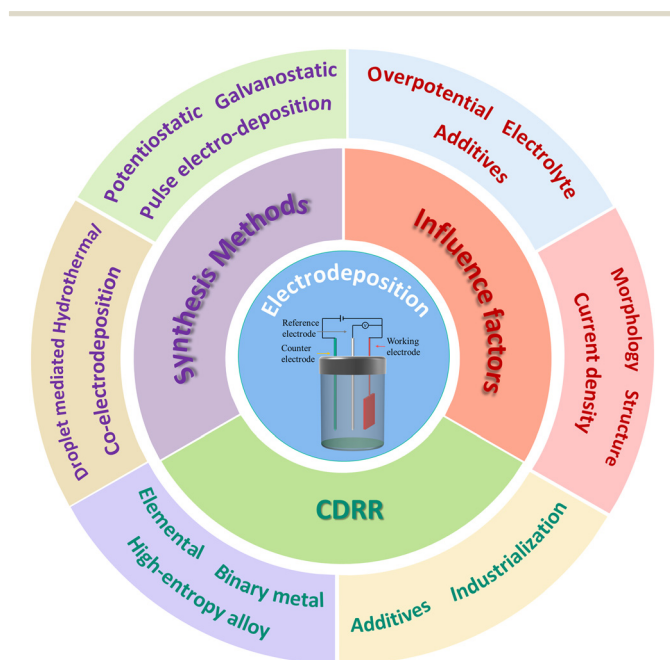 Potentiostatic Galvanostatic
Pulse electro-deposition
Overpotential Electrolyte
Additives
Synthesis Methods
Influence factors
Electrodeposition
Reference
electrode
Counter
electrode
Working
electrode
V
Droplet mediated Hydrothermal/
Co-electrodeposition
Morphology Structure
Current density
CDRR
Elemental Binary metal
High-entropy alloy
Additives Industrialization